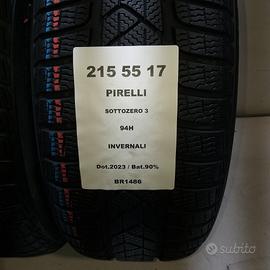 215 55 17
PIRELLI
SOTTOZERO 3
94H
INVERNALI
Dot.2023 / Bat.90%
BR1486
subito